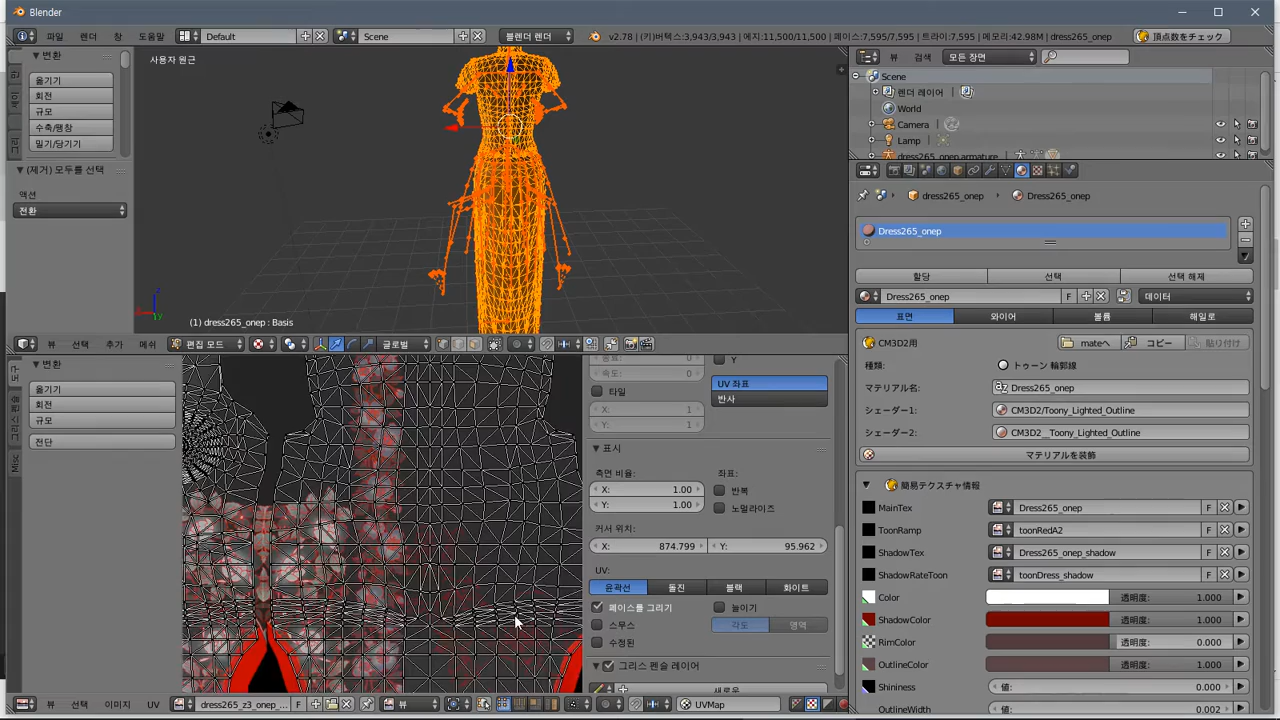 Blender
파일 렌더 창 도움말 Default Scene 블렌더 렌더 v2.78 | (키)버텍스:3,943/3,943 | 에지:11,500/11,500 | 페이스:7,595/7,595 | 트라이:7,595 | 메모리:42.98M | dress265_onep 頂点数をチェック
변환
옮기기
회전
규모
수축/팽창
밀기/당기기
(제거) 모두를 선택
액션
전환
사용자 원근
(1) dress265_onep : Basis
뷰 선택 추가 메쉬 편집 모드 글로벌
뷰 검색 모든 장면
Scene
렌더 레이어
World
Camera
Lamp
dress265_onep.armature
dress265_onep Dress265_onep
Dress265_onep
할당 선택 선택 해제
Dress265_onep F 데이터
표면 와이어 볼륨 헤일로
CM3D2用 mateへ コピー 貼り付け
種類: トゥーン 輪郭線
マテリアル名: Dress265_onep
シェーダー1: CM3D2/Toony_Lighted_Outline
シェーダー2: CM3D2__Toony_Lighted_Outline
マテリアルを装飾
簡易テクスチャ情報
MainTex Dress265_onep F
ToonRamp toonRedA2 F
ShadowTex Dress265_onep_shadow F
ShadowRateToon toonDress_shadow F
Color 透明度: 1.000
ShadowColor 透明度: 1.000
RimColor 透明度: 0.000
OutlineColor 透明度: 1.000
Shininess 値: 0.000
OutlineWidth 値: 0.002
변환
옮기기
회전
규모
전단
Misc
속도: 0
타일
X: 1
Y: 1
Y
UV 좌표
반사
표시
측면 비율: 좌표:
X: 1.00 반복
Y: 1.00 노멀라이즈
커서 위치:
X: 874.799 Y: 95.962
UV:
윤곽선 돌진 블랙 화이트
페이스를 그리기 늘이기
스무스 각도 영역
수정된
그리스 펜슬 레이어
새로운
뷰 선택 이미지 UV dress265_z3_onep_... F 뷰 UVMap